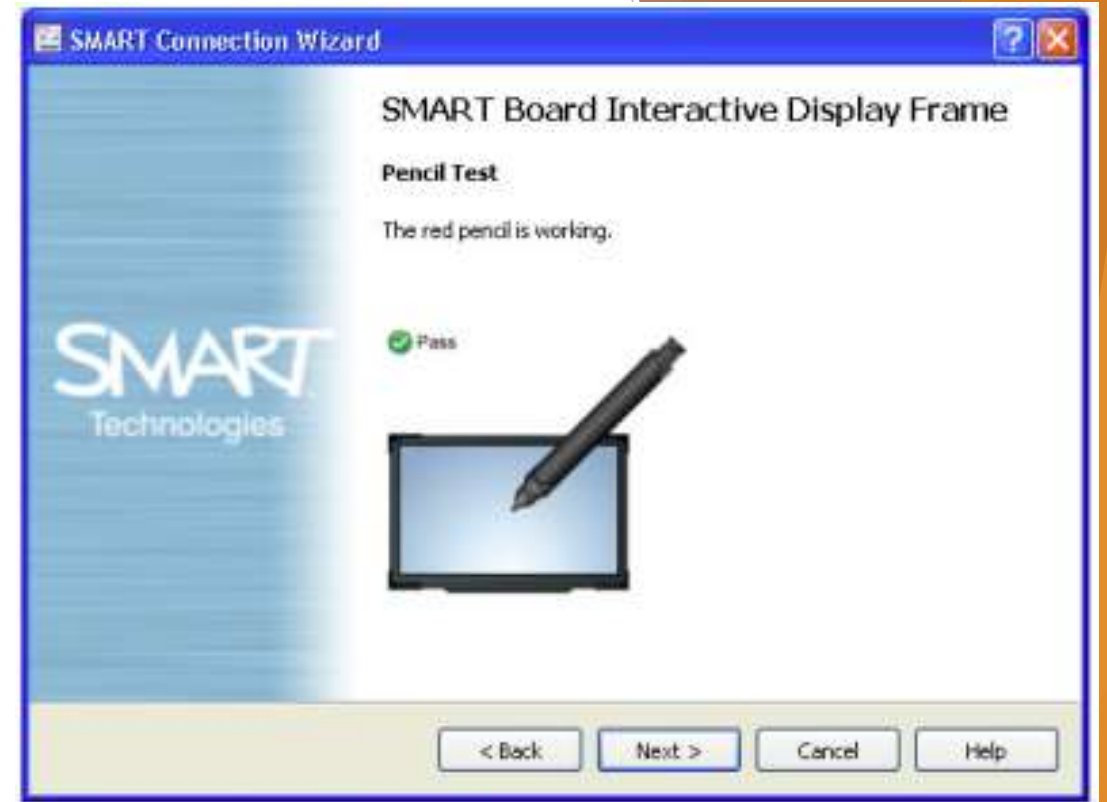 SMART Connection Wizard
SMART Board Interactive Display Frame
Pencil Test
The red pencil is working.
Pass
SMART
Technologies
< Back
Next >
Cancel
Help